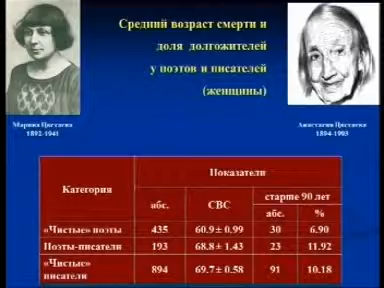 Средний возраст смерти и
доля долгожителей
у поэтов и писателей
(женщины)
Марина Цветаева
1892-1941
Анастасия Цветаева
1894-1993
Категория
Показатели
абс.
СВС
старше 90 лет
абс.
%
«Чистые» поэты 435 60.9 ± 0,99 30 6.90
Поэты-писатели 193 68.8 ± 1.43 23 11.92
«Чистые»
писатели 894 69.7 ± 0.58 91 10.18